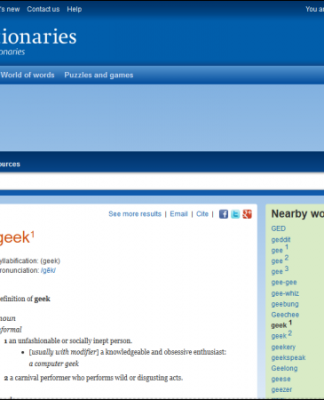 's new Contact us Help You a
ionaries
onaries
World of words Puzzles and games
ources
See more results | Email | Cite |
geek1
yllabification: (geek)
ronunciation: /gēk/
efinition of geek
noun
formal
1 an unfashionable or socially inept person.
• [usually with modifier] a knowledgeable and obsessive enthusiast:
a computer geek
2 a carnival performer who performs wild or disgusting acts.
Nearby wo
GED
geddit
gee 1
gee 2
gee 3
gee-gee
gee-whiz
geebung
Geechee
geek 1
geek 2
geekery
geekspeak
Geelong
geese
geezer